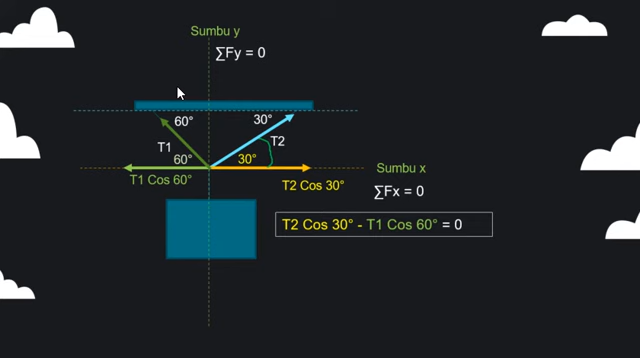 Sumbu y
∑Fy = 0
60°
30°
T1
T2
60°
30°
T1 Cos 60°
T2 Cos 30°
Sumbu x
∑Fx = 0
T2 Cos 30° - T1 Cos 60° = 0